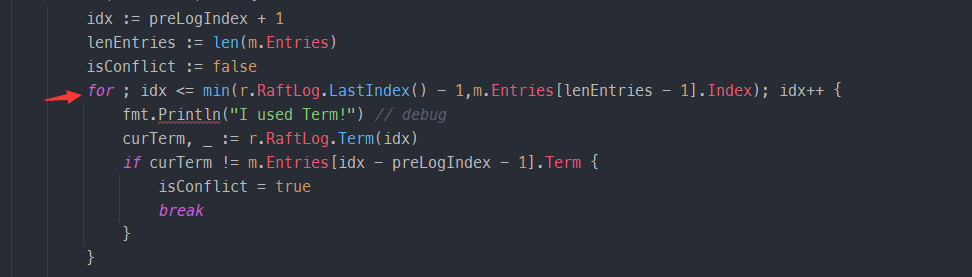 idx := preLogIndex + 1
lenEntries := len(m.Entries)
isConflict := false
for ; idx <= min(r.RaftLog.LastIndex() - 1,m.Entries[lenEntries - 1].Index); idx++ {
fmt.Println("I used Term!") // debug
curTerm, _ := r.RaftLog.Term(idx)
if curTerm != m.Entries[idx - preLogIndex - 1].Term {
isConflict = true
break
}
}